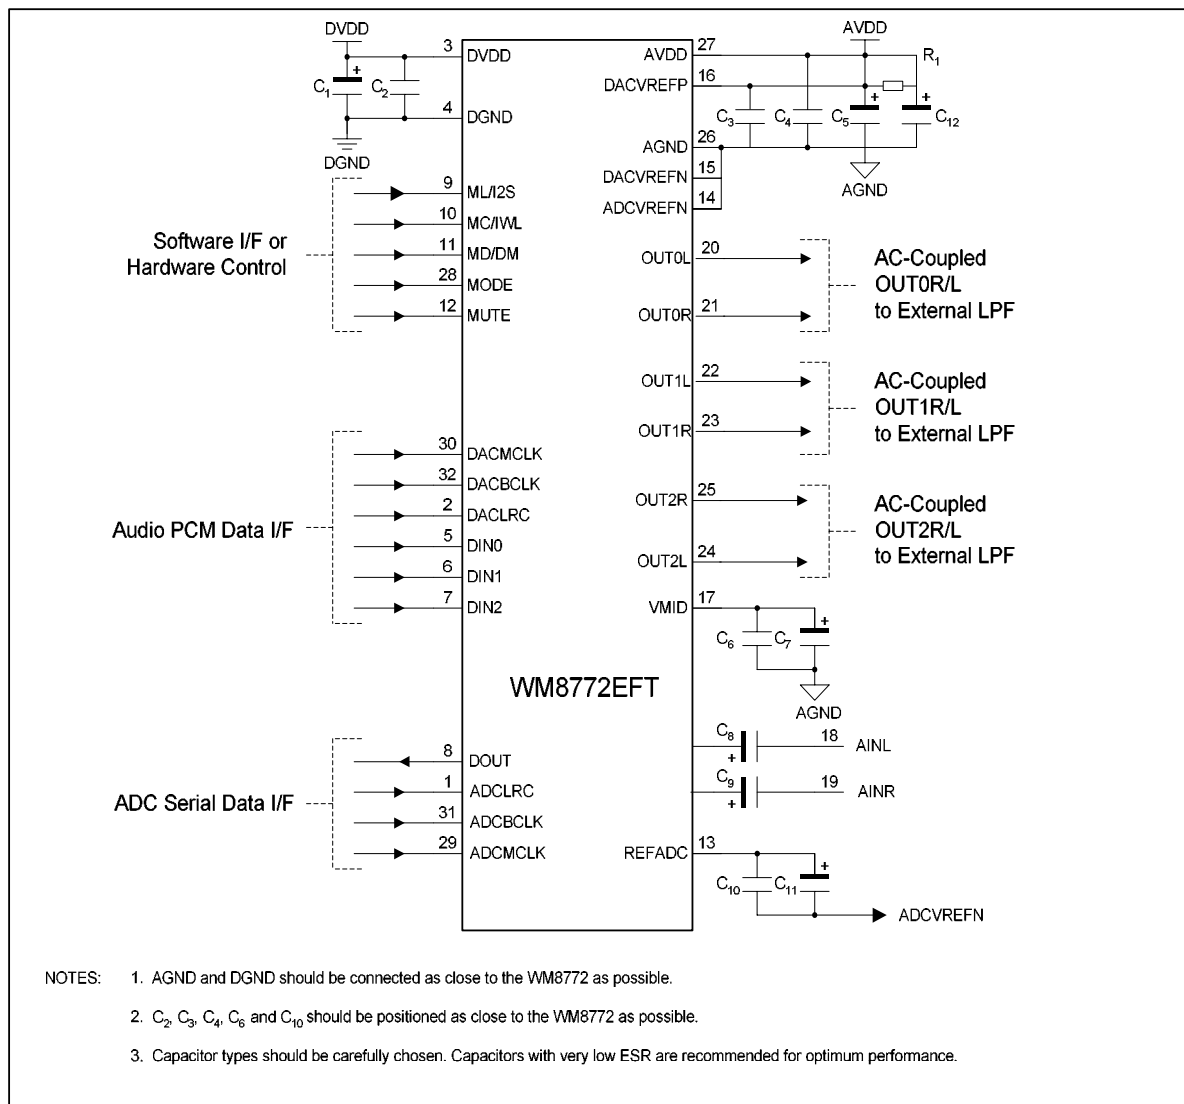 DVDD
3 DVDD
C1 +
C2
4 DGND
DGND
AVDD 27
AVDD
R1
DACVREFP 16
C3
C4
C5 +
C12 +
AGND 26
DACVREFN 15
ADCVREFN 14
AGND
Software I/F or
Hardware Control
9 ML/I2S
10 MC/IWL
11 MD/DM
28 MODE
12 MUTE
OUT0L 20
OUT0R 21
AC-Coupled
OUT0R/L
to External LPF
OUT1L 22
OUT1R 23
AC-Coupled
OUT1R/L
to External LPF
Audio PCM Data I/F
30 DACMCLK
32 DACBCLK
2 DACLRC
5 DIN0
6 DIN1
7 DIN2
OUT2R 25
OUT2L 24
AC-Coupled
OUT2R/L
to External LPF
VMID 17
C6
C7 +
AGND
WM8772EFT
C8 + 18 AINL
C9 + 19 AINR
ADC Serial Data I/F
8 DOUT
1 ADCLRC
31 ADCBCLK
29 ADCMCLK
REFADC 13
C10
C11 +
ADCVREFN
NOTES: 1. AGND and DGND should be connected as close to the WM8772 as possible.
2. C2, C3, C4, C6 and C10 should be positioned as close to the WM8772 as possible.
3. Capacitor types should be carefully chosen. Capacitors with very low ESR are recommended for optimum performance.